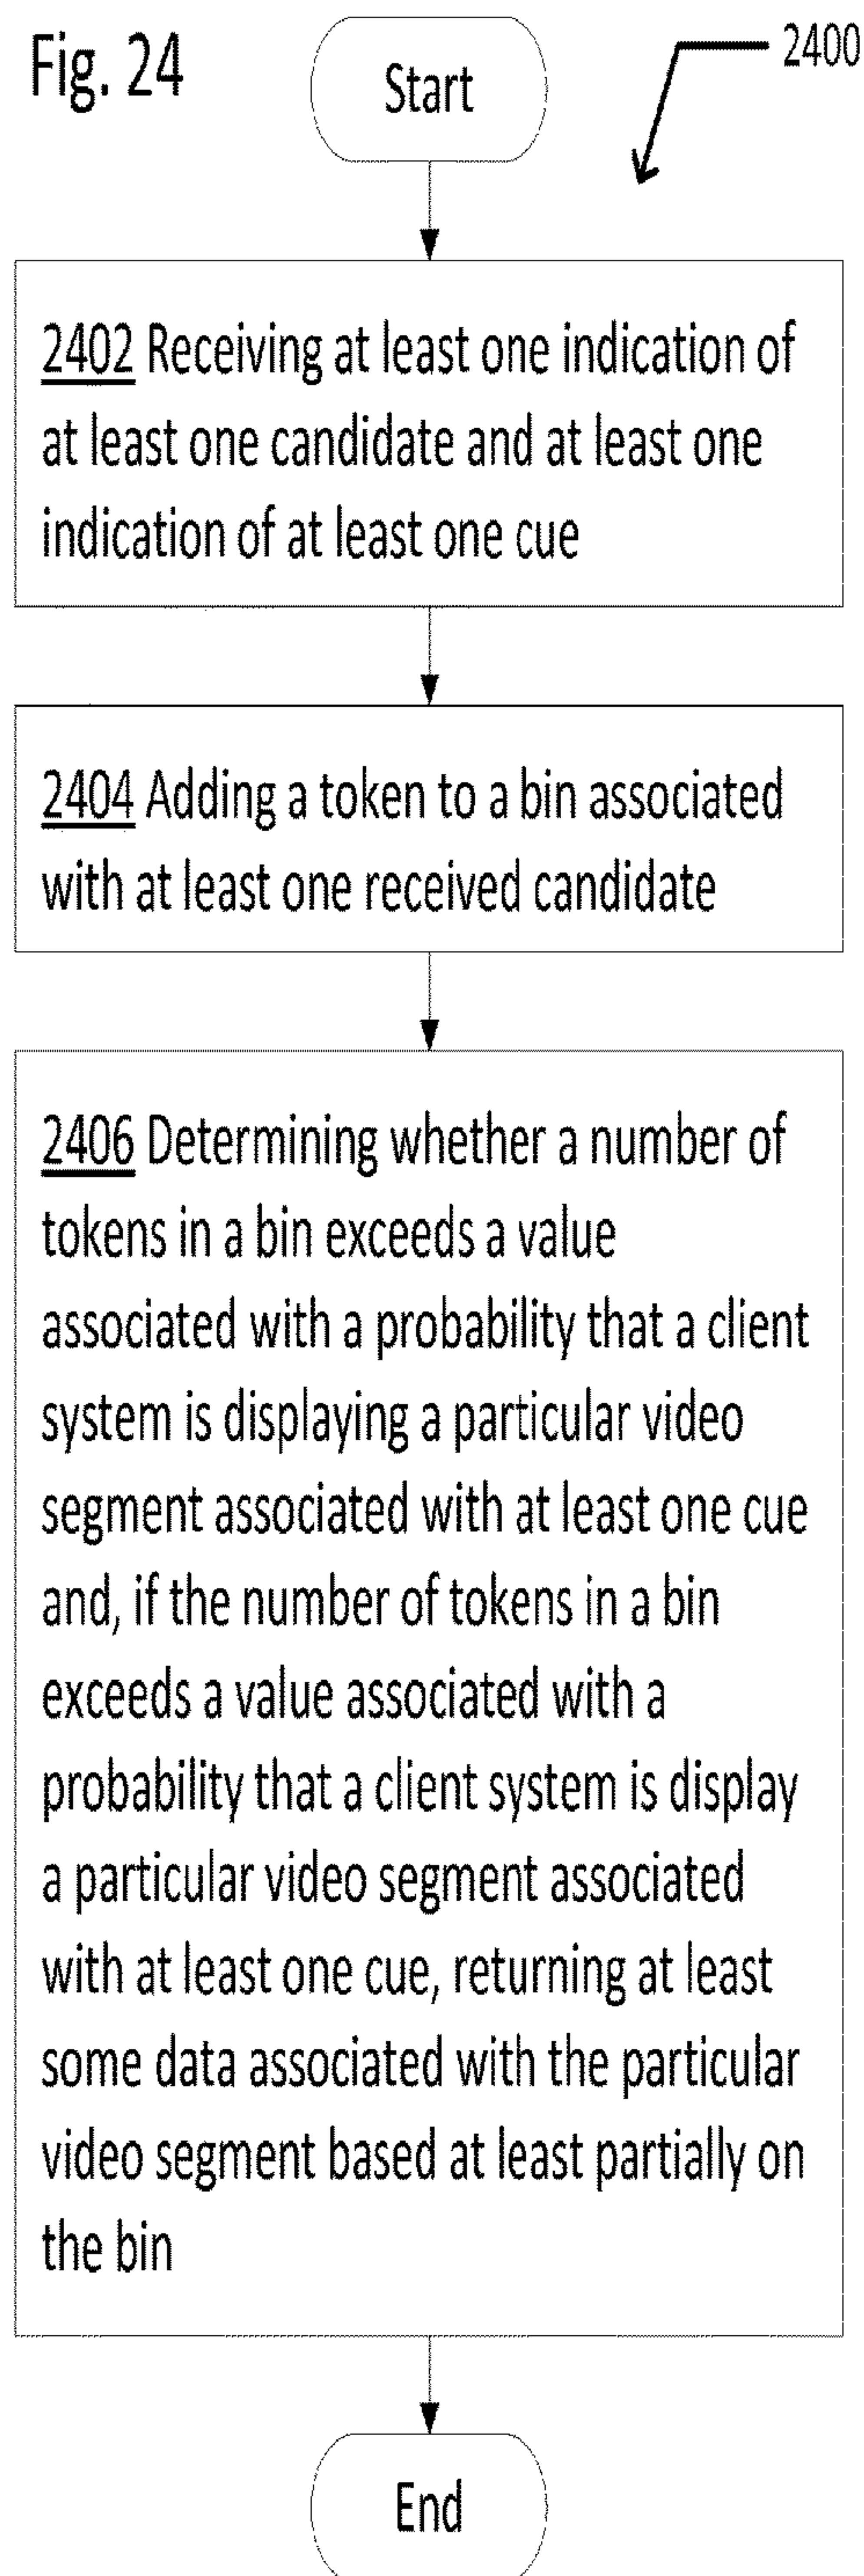 Fig. 24
Start
2400
2402 Receiving at least one indication of
at least one candidate and at least one
indication of at least one cue
2404 Adding a token to a bin associated
with at least one received candidate
2406 Determining whether a number of
tokens in a bin exceeds a value
associated with a probability that a client
system is displaying a particular video
segment associated with at least one cue
and, if the number of tokens in a bin
exceeds a value associated with a
probability that a client system is display
a particular video segment associated
with at least one cue, returning at least
some data associated with the particular
video segment based at least partially on
the bin
End